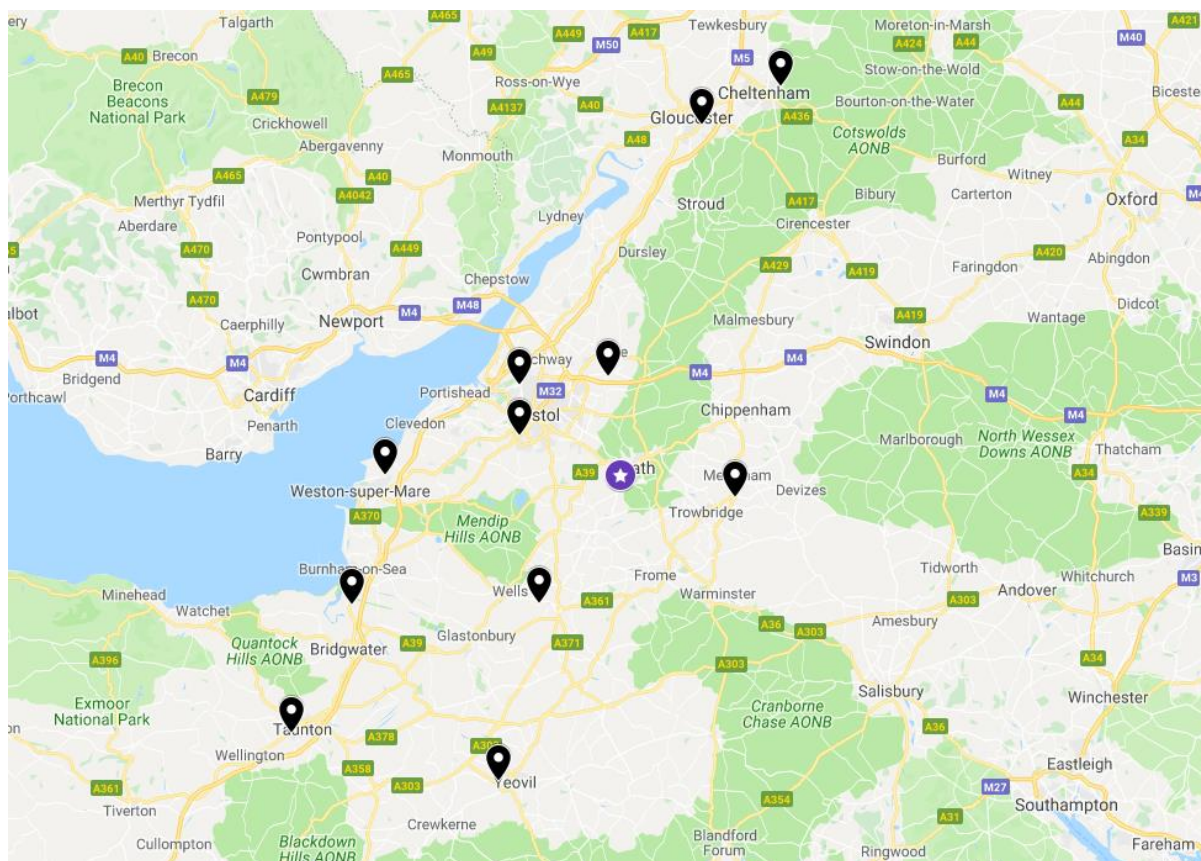 Talgarth
A465
A449
A417
Tewkesbury
Moreton-in-Marsh
A421
A40
Brecon
A49
M50
M5
A424
A44
M40
Brecon
Beacons
National Park
A465
Ross-on-Wye
Cheltenham
Stow-on-the-Wold
A479
A4137
A40
Gloucester
A436
Bourton-on-the-Water
A44
Crickhowell
A48
Cotswolds
AONB
A34
Abergavenny
Monmouth
Burford
Witney
A465
A40
Merthyr Tydfil
A4042
Stroud
A417
Bibury
Carterton
Oxford
Aberdare
Lydney
Cirencester
Pontypool
A449
Dursley
A470
A420
Abingdon
Cwmbran
Chepstow
A429
A419
Faringdon
A470
M48
Didcot
Newport
M4
Malmesbury
A419
Wantage
Caerphilly
Swindon
M4
M4
M4
Bridgend
M4
Porthcawl
Cardiff
Portishead
M32
M4
Penarth
Clevedon
Chippenham
M4
Barry
Marlborough
North Wessex
Downs AONB
Thatcham
A39
A34
Weston-super-Mare
Devizes
A370
Mendip
Hills AONB
Trowbridge
A339
Burnham-on-Sea
Frome
Tidworth
M3
Minehead
Wells
A361
Warminster
Whitchurch
Watchet
A303
Andover
Quantock
Hills AONB
Glastonbury
A36
A303
Amesbury
A39
A371
Bridgwater
A396
A303
A34
Exmoor
National Park
Salisbury
Winchester
Taunton
Cranborne
Chase AONB
A378
A36
Wellington
A358
A303
Yeovil
Eastleigh
A361
M27
Tiverton
A354
Southampton
Crewkerne
A31
Cullompton
Blackdown
Hills AONB
Blandford
Forum
Ringwood
Fareham